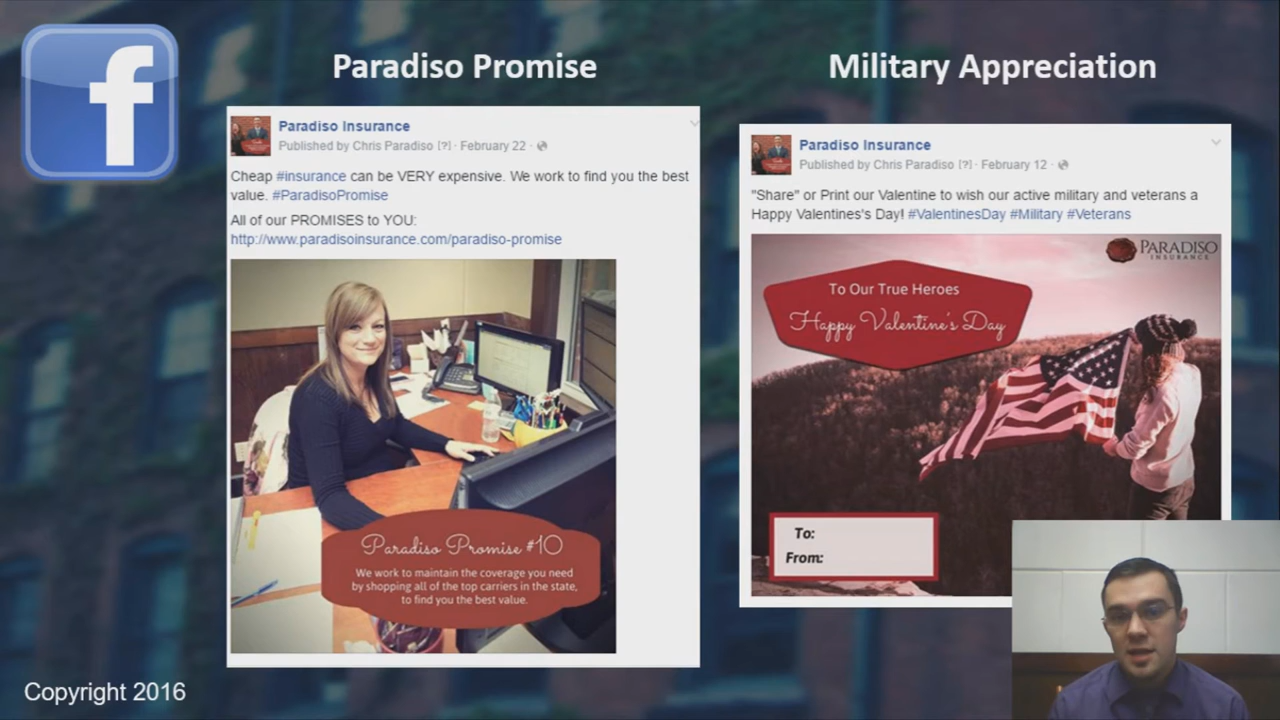 Paradiso Promise
Military Appreciation
Paradiso Insurance
Published by Chris Paradiso [?] · February 22 ·
Cheap #insurance can be VERY expensive. We work to find you the best
value. #ParadisoPromise
All of our PROMISES to YOU:
http://www.paradisoinsurance.com/paradiso-promise
Paradiso Promise #10
We work to maintain the coverage you need
by shopping all of the top carriers in the state,
to find you the best value.
Paradiso Insurance
Published by Chris Paradiso [?] · February 12 ·
"Share" or Print our Valentine to wish our active military and veterans a
Happy Valentines's Day! #ValentinesDay #Military #Veterans
PARADISO
INSURANCE
To Our True Heroes
Happy Valentine's Day
To:
From:
Copyright 2016